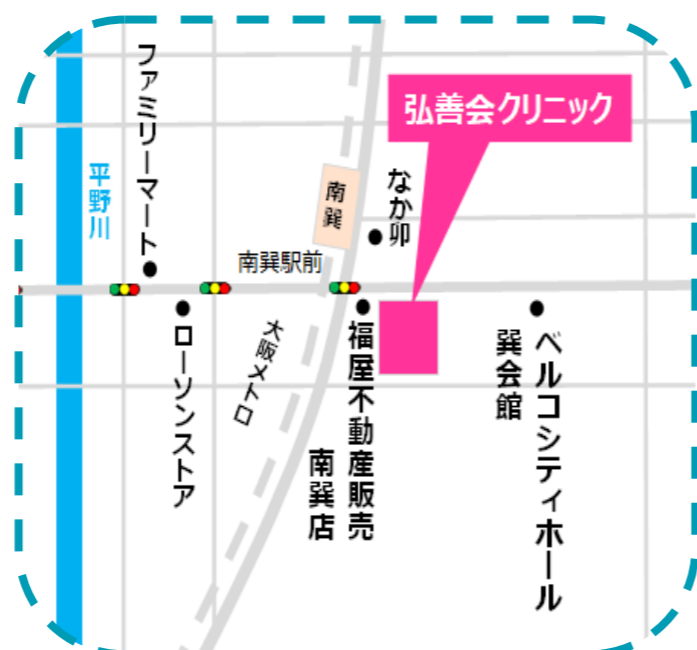 ファミリーマート
弘善会クリニック
平野川
南巽
なか卯
南巽駅前
大阪メトロ
ローソンストア
福屋不動産販売
南巽店
ベルコシティホール
巽会館